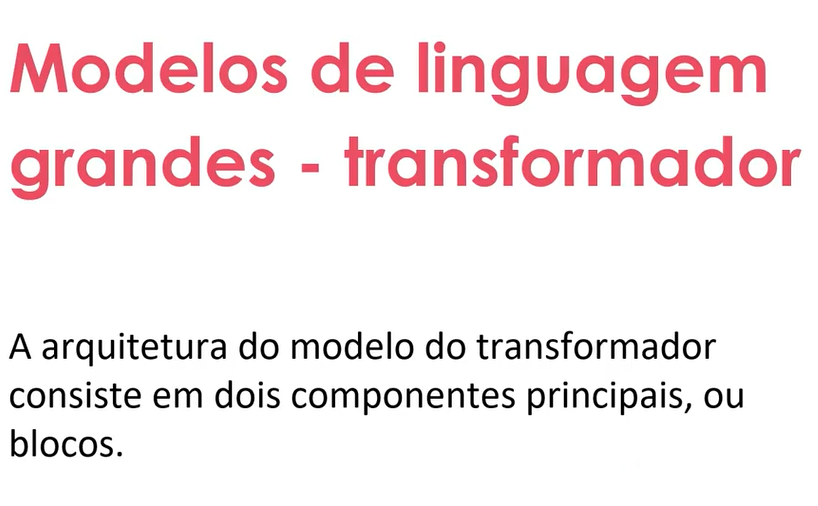 Modelos de linguagem
grandes - transformador
A arquitetura do modelo do transformador
consiste em dois componentes principais, ou
blocos.